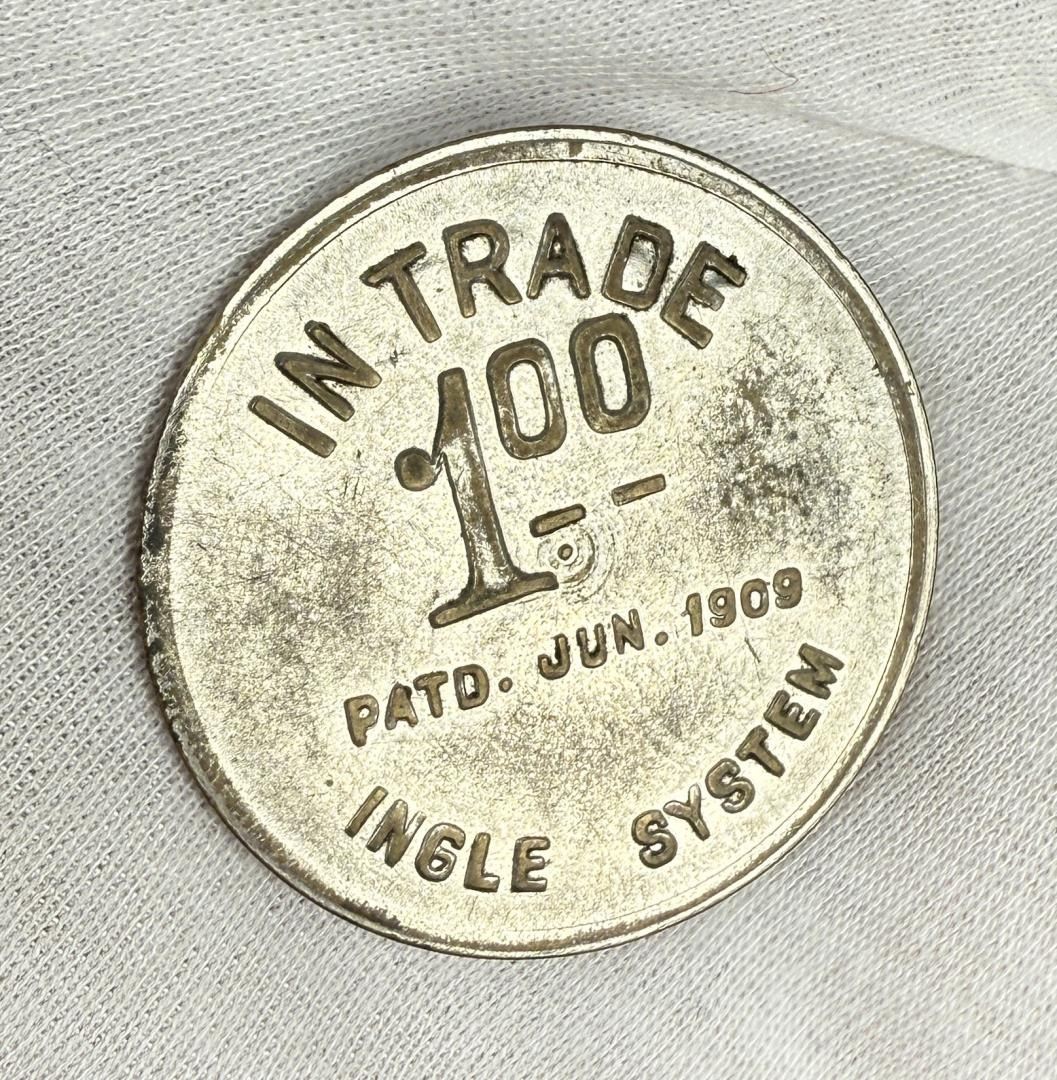 IN TRADE
1 00
- -
PATD. JUN. 1909
INGLE SYSTEM